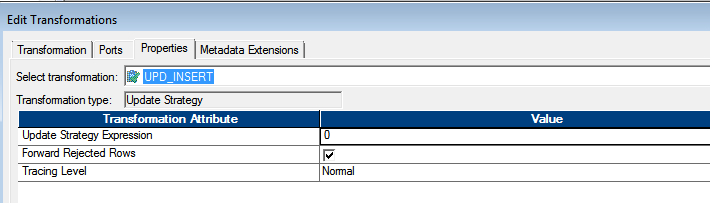 Edit Transformations
Transformation Ports Properties Metadata Extensions
Select transformation: UPD_INSERT
Transformation type: Update Strategy
Transformation Attribute Value
Update Strategy Expression 0
Forward Rejected Rows
Tracing Level Normal